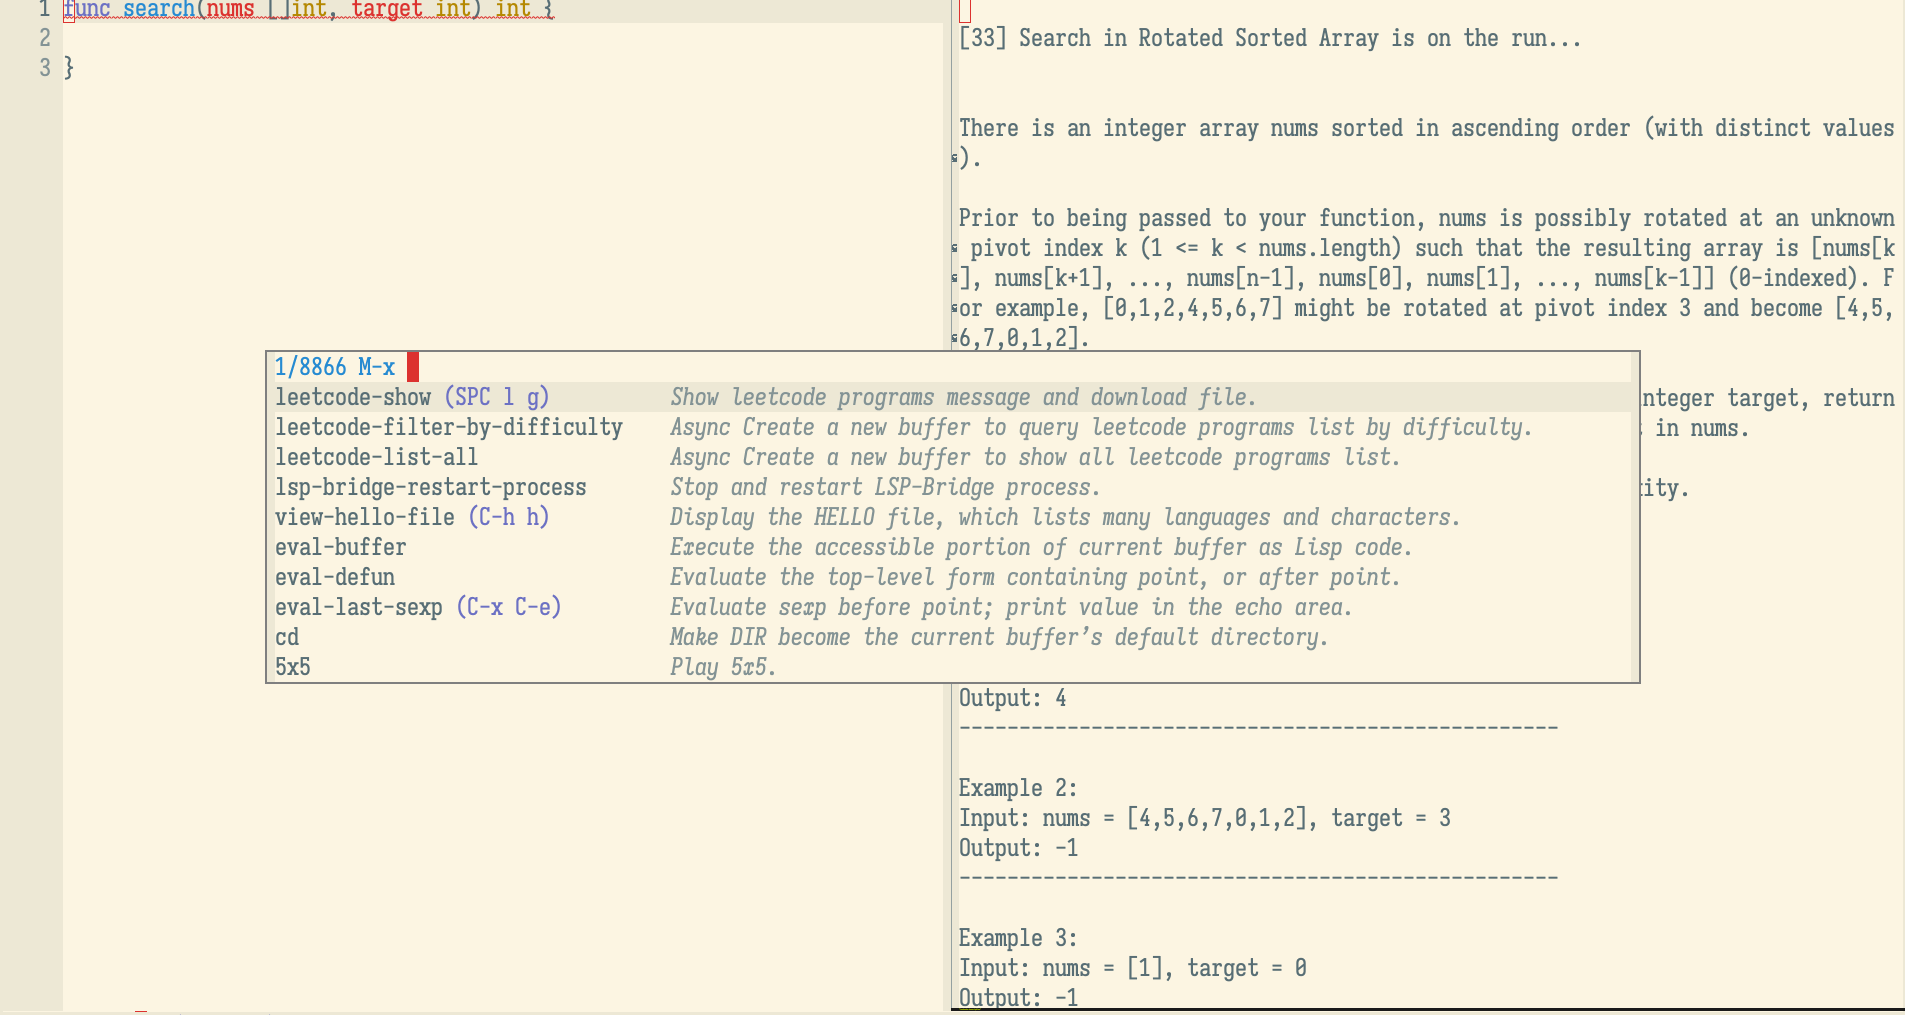 1 func search(nums []int, target int) int {
2
3 }
[33] Search in Rotated Sorted Array is on the run...
There is an integer array nums sorted in ascending order (with distinct values
).
Prior to being passed to your function, nums is possibly rotated at an unknown
pivot index k (1 <= k < nums.length) such that the resulting array is [nums[k
], nums[k+1], ..., nums[n-1], nums[0], nums[1], ..., nums[k-1]] (0-indexed). F
or example, [0,1,2,4,5,6,7] might be rotated at pivot index 3 and become [4,5,
6,7,0,1,2].
1/8866 M-x
leetcode-show (SPC l g) Show leetcode programs message and download file.
leetcode-filter-by-difficulty Async Create a new buffer to query leetcode programs list by difficulty.
leetcode-list-all Async Create a new buffer to show all leetcode programs list.
lsp-bridge-restart-process Stop and restart LSP-Bridge process.
view-hello-file (C-h h) Display the HELLO file, which lists many languages and characters.
eval-buffer Execute the accessible portion of current buffer as Lisp code.
eval-defun Evaluate the top-level form containing point, or after point.
eval-last-sexp (C-x C-e) Evaluate sexp before point; print value in the echo area.
cd Make DIR become the current buffer’s default directory.
5x5 Play 5x5.
nteger target, return
in nums.
ity.
Output: 4
--------------------------------------------------
Example 2:
Input: nums = [4,5,6,7,0,1,2], target = 3
Output: -1
--------------------------------------------------
Example 3:
Input: nums = [1], target = 0
Output: -1